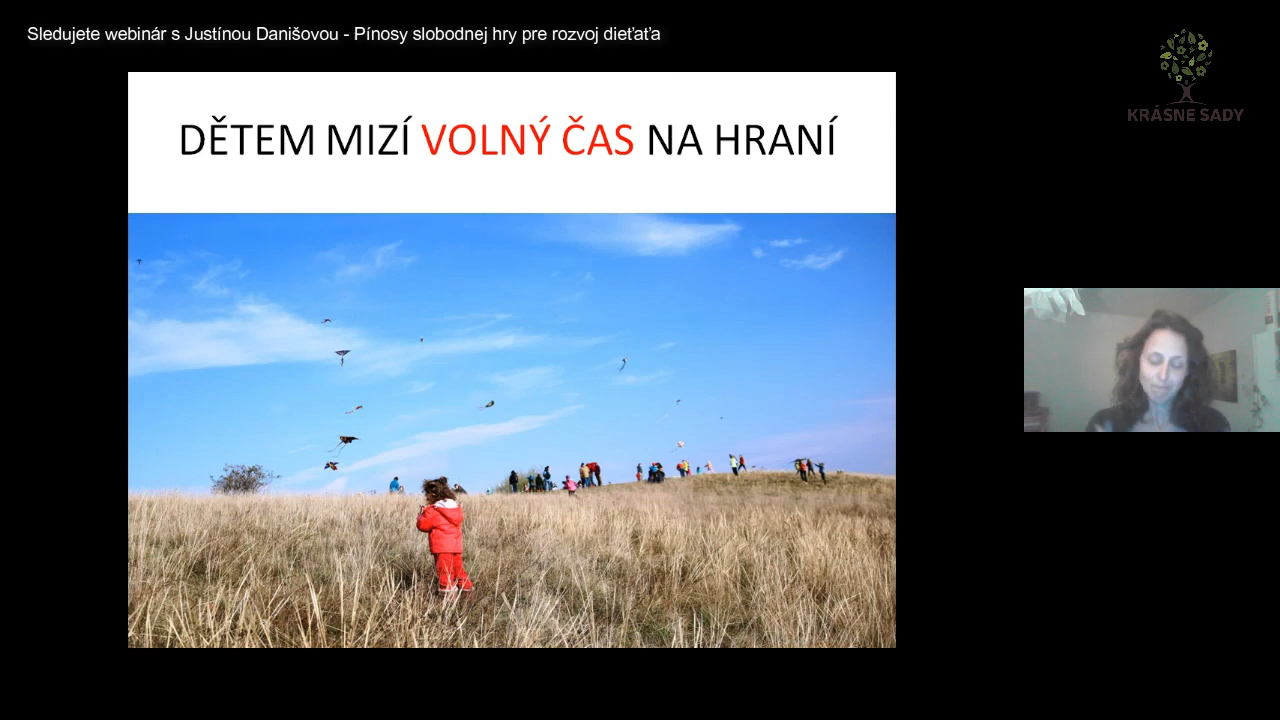 Sledujete webinár s Justínou Danišovou - Pínosy slobodnej hry pre rozvoj dieťaťa
KRÁSNE SADY
DĚTEM MIZÍ VOLNÝ ČAS NA HRANÍ